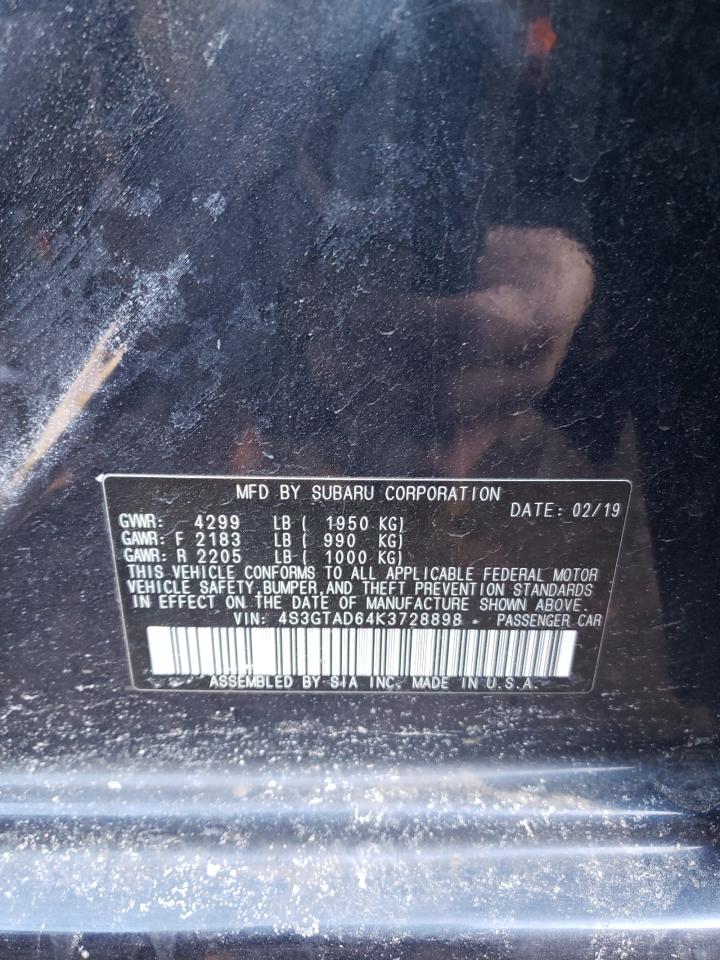 MFD BY SUBARU CORPORATION
DATE: 02/19
GVWR: 4299 LB ( 1950 KG)
GAWR: F 2183 LB ( 990 KG)
GAWR: R 2205 LB ( 1000 KG)
THIS VEHICLE CONFORMS TO ALL APPLICABLE FEDERAL MOTOR
VEHICLE SAFETY, BUMPER, AND THEFT PREVENTION STANDARDS
IN EFFECT ON THE DATE OF MANUFACTURE SHOWN ABOVE.
VIN: 4S3GTAD64K3728898 PASSENGER CAR
ASSEMBLED BY SIA INC. MADE IN U.S.A.